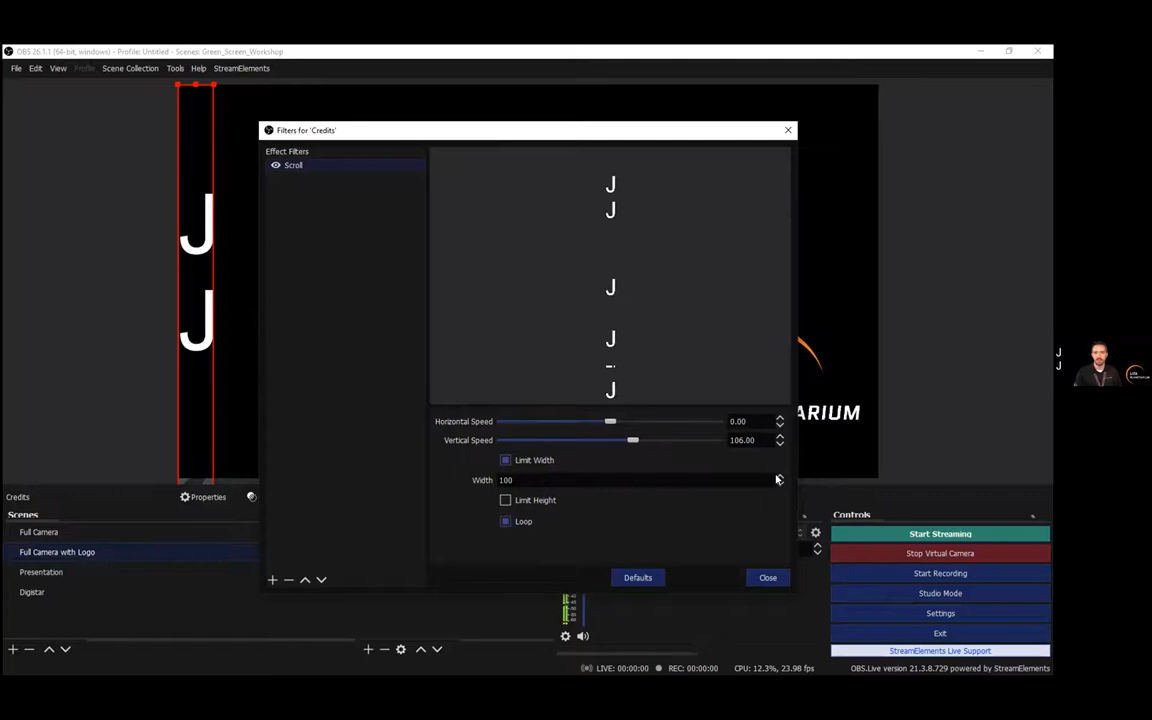 OBS 26.1.1 (64-bit, windows) - Profile: Untitled - Scenes: Green_Screen_Workshop
File Edit View Profile Scene Collection Tools Help StreamElements
Filters for 'Credits'
Effect Filters
Scroll
J
J
J
J
J
J
J
Horizontal Speed 0.00
Vertical Speed 106.00
Limit Width
Width 100
Limit Height
Loop
Defaults Close
ARIUM
J
J
Credits Properties
Scenes
Full Camera
Full Camera with Logo
Presentation
Digistar
Controls
Start Streaming
Stop Virtual Camera
Start Recording
Studio Mode
Settings
Exit
StreamElements Live Support
LIVE: 00:00:00 REC: 00:00:00 CPU: 12.3%, 23.98 fps OBS.Live version 21.3.8.729 powered by StreamElements